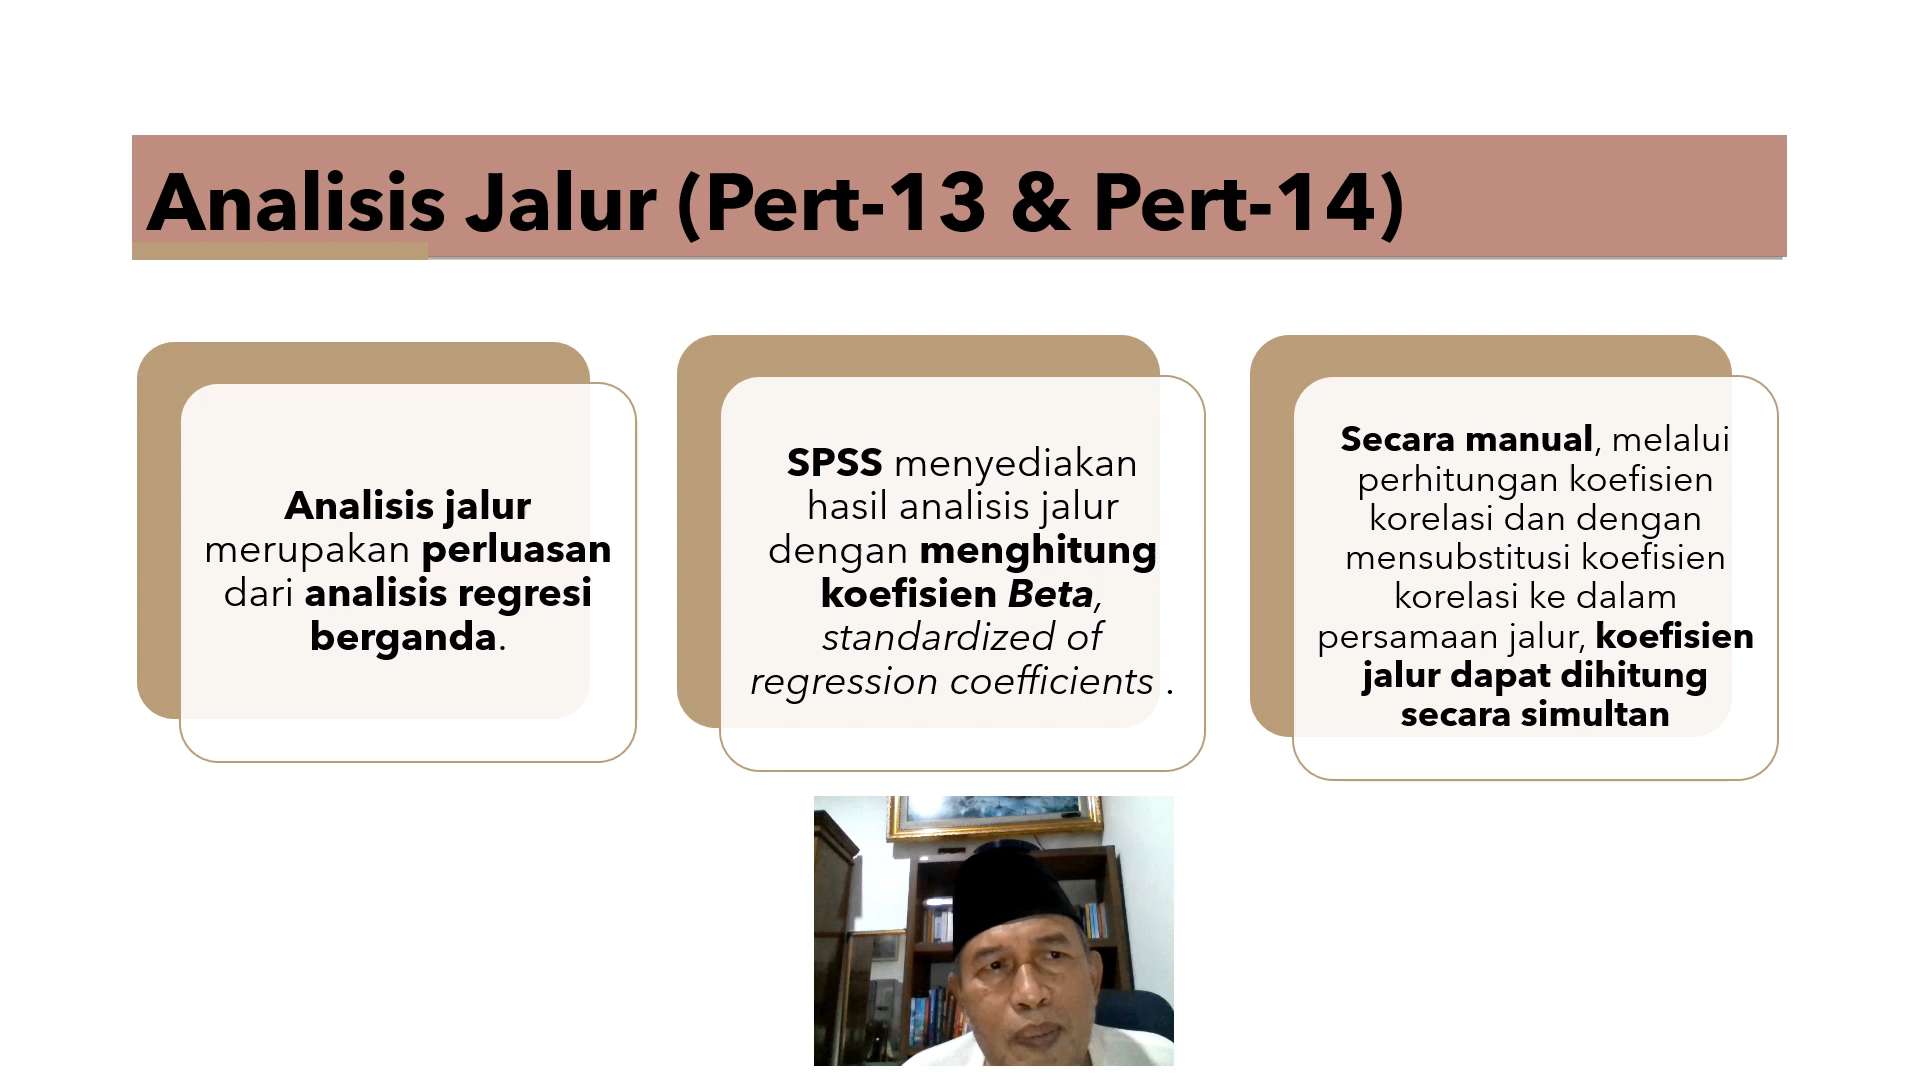 Analisis Jalur (Pert-13 & Pert-14)
Analisis jalur
merupakan perluasan
dari analisis regresi
berganda.
SPSS menyediakan
hasil analisis jalur
dengan menghitung
koefisien Beta,
standardized of
regression coefficients .
Secara manual, melalui
perhitungan koefisien
korelasi dan dengan
mensubstitusi koefisien
korelasi ke dalam
persamaan jalur, koefisien
jalur dapat dihitung
secara simultan